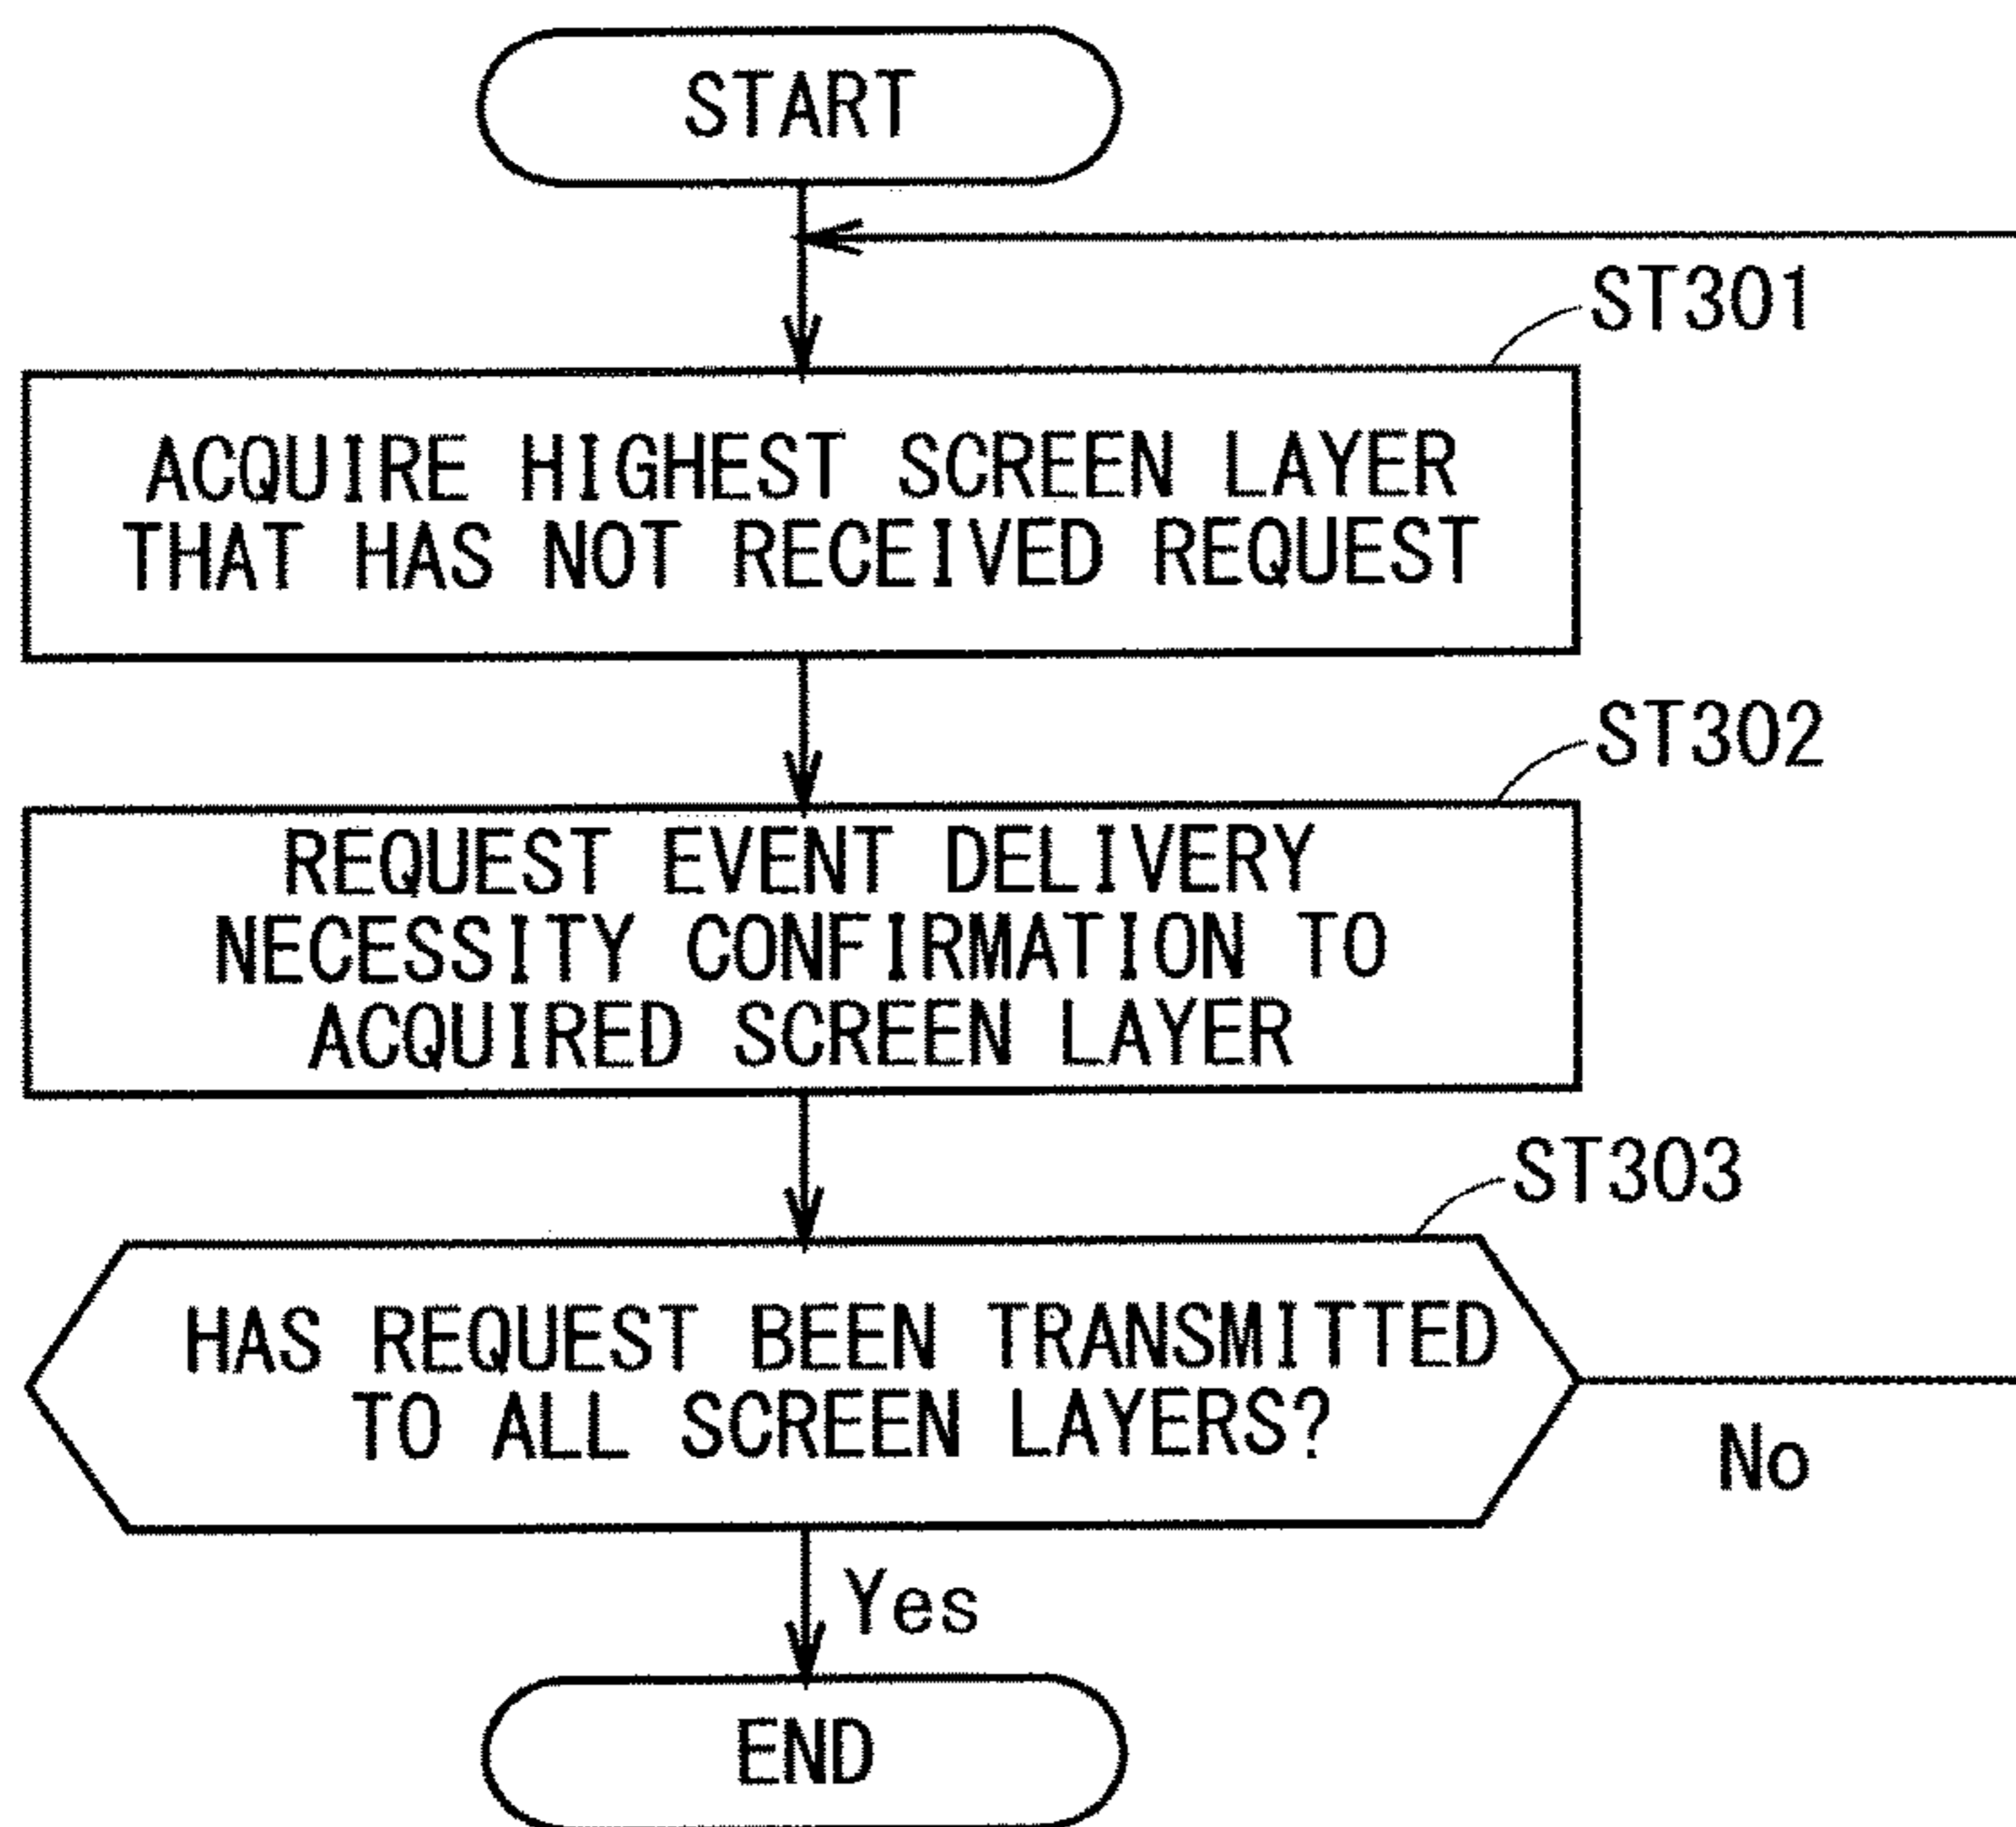 START
ST301
ACQUIRE HIGHEST SCREEN LAYER
THAT HAS NOT RECEIVED REQUEST
ST302
REQUEST EVENT DELIVERY
NECESSITY CONFIRMATION TO
ACQUIRED SCREEN LAYER
ST303
HAS REQUEST BEEN TRANSMITTED
TO ALL SCREEN LAYERS?
No
Yes
END